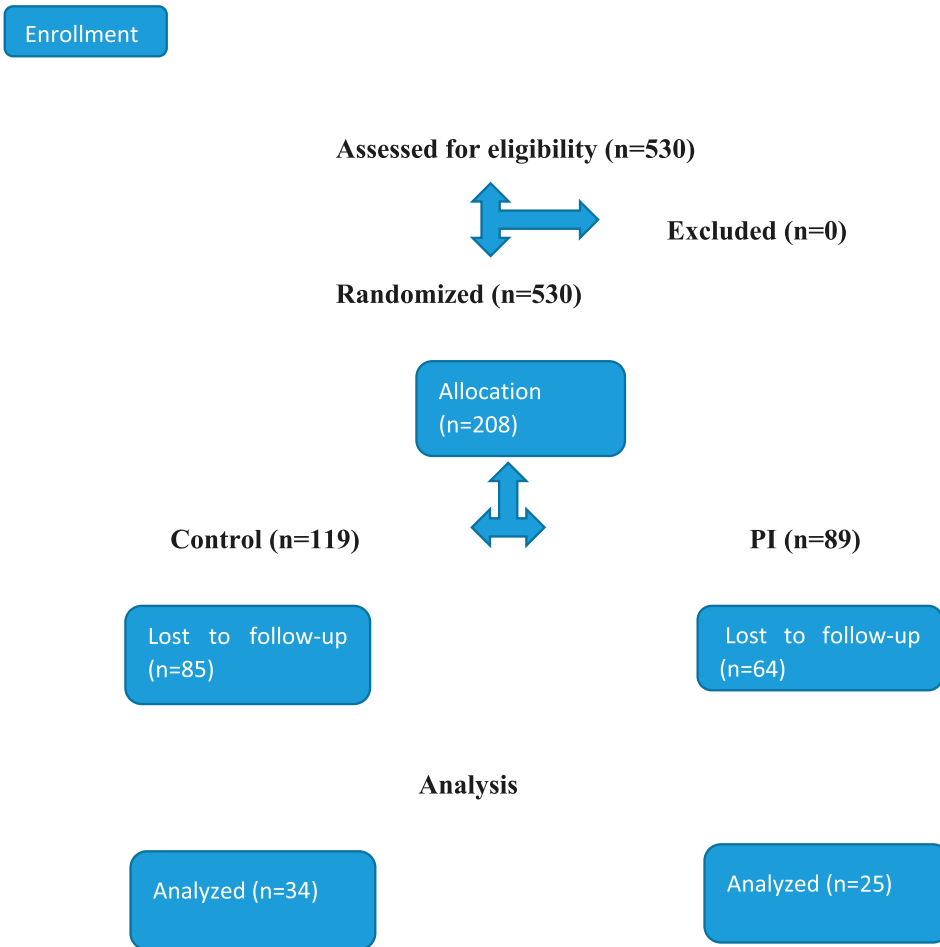 Enrollment
Assessed for eligibility (n=530)
Excluded (n=0)
Randomized (n=530)
Allocation
(n=208)
Control (n=119)
PI (n=89)
Lost to follow-up
(n=85)
Lost to follow-up
(n=64)
Analysis
Analyzed (n=34)
Analyzed (n=25)